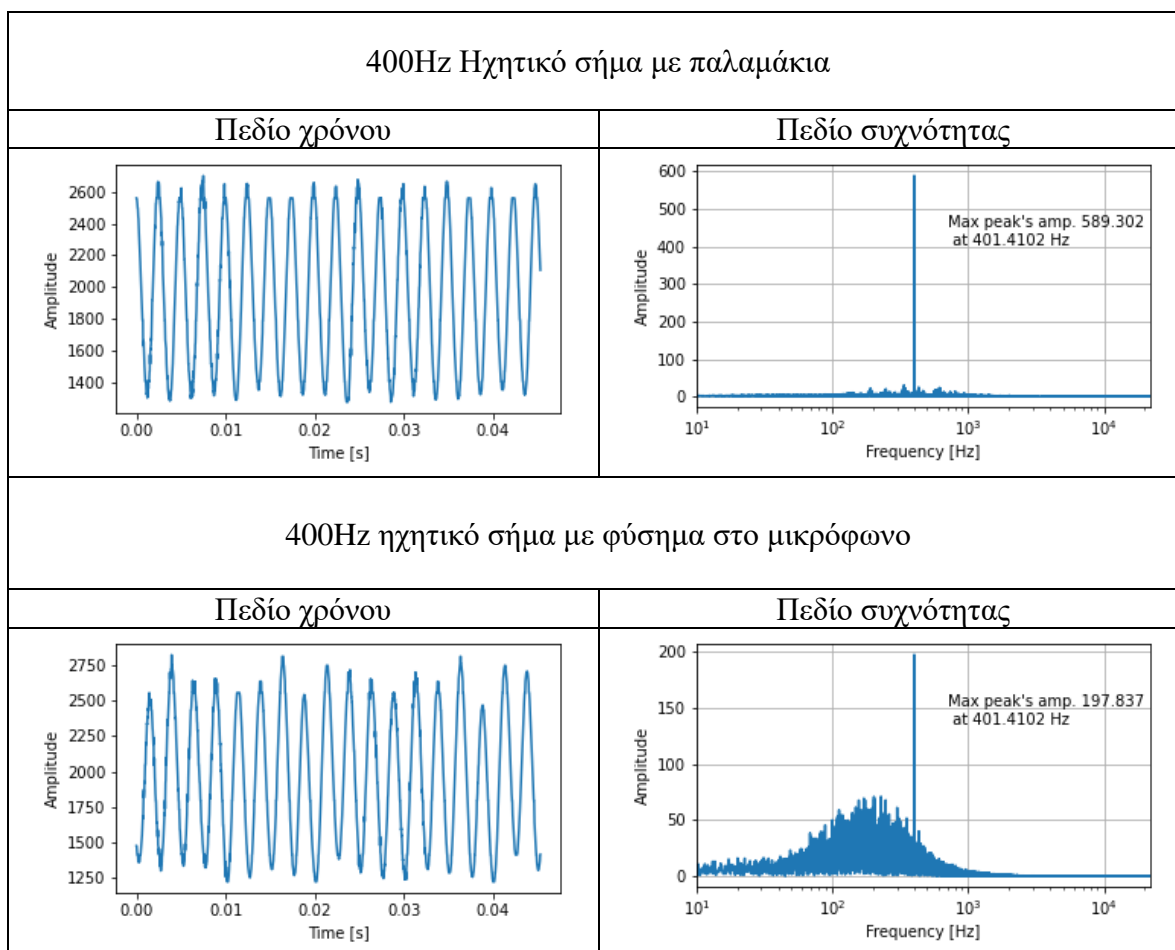 400Hz Ηχητικό σήμα με παλαμάκια
Πεδίο χρόνου
Πεδίο συχνότητας
2600
2400
2200
2000
1800
1600
1400
Amplitude
0.00 0.01 0.02 0.03 0.04
Time [s]
600
500
400
300
200
100
0
Amplitude
Max peak's amp. 589.302
at 401.4102 Hz
10¹ 10² 10³ 10⁴
Frequency [Hz]
400Hz ηχητικό σήμα με φύσημα στο μικρόφωνο
Πεδίο χρόνου
Πεδίο συχνότητας
2750
2500
2250
2000
1750
1500
1250
Amplitude
0.00 0.01 0.02 0.03 0.04
Time [s]
200
150
100
50
0
Amplitude
Max peak's amp. 197.837
at 401.4102 Hz
10¹ 10² 10³ 10⁴
Frequency [Hz]